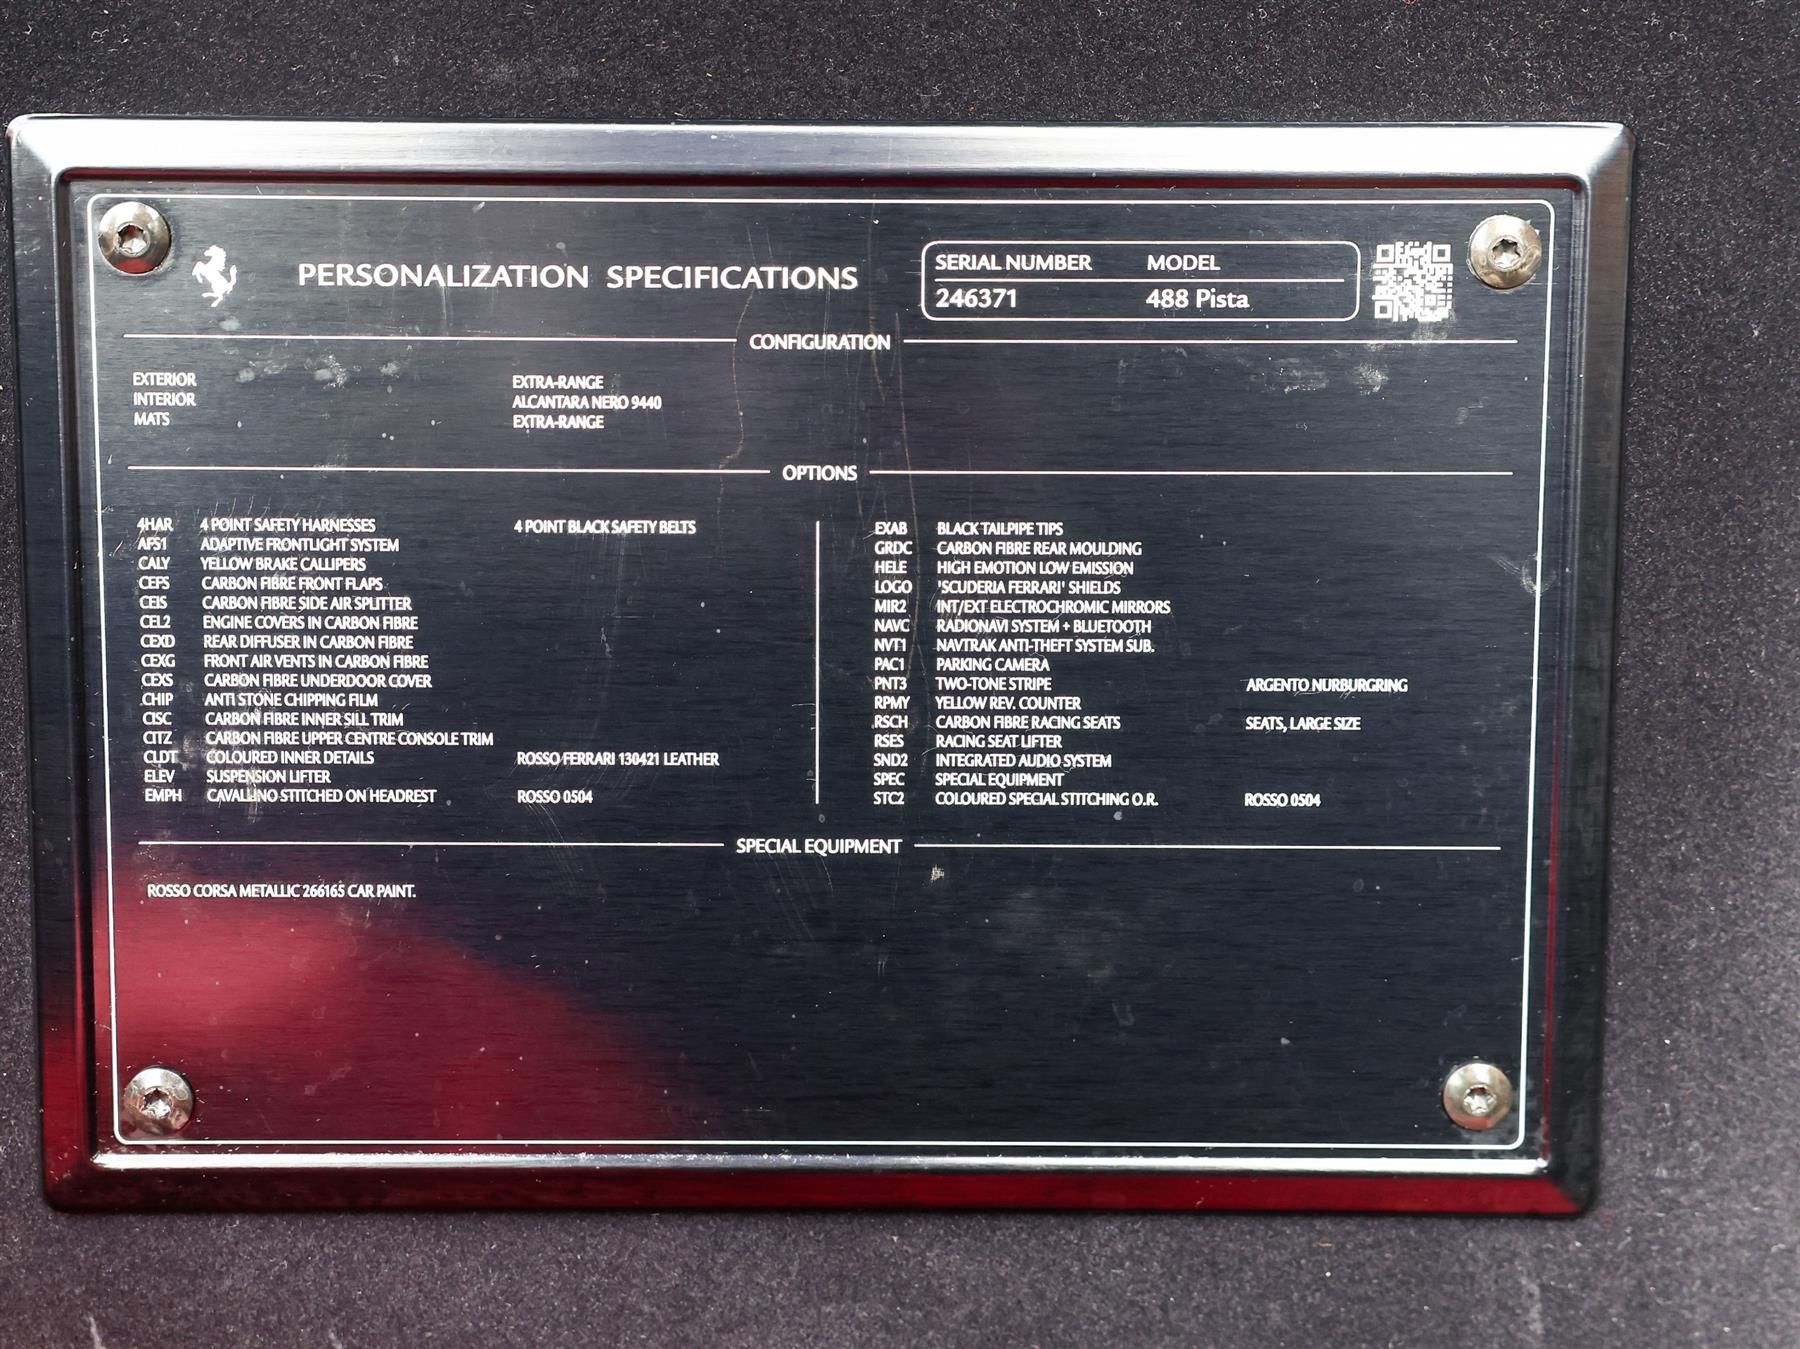 PERSONALIZATION SPECIFICATIONS
SERIAL NUMBER MODEL
246371 488 Pista
CONFIGURATION
EXTERIOR EXTRA-RANGE
INTERIOR ALCANTARA NERO 9440
MATS EXTRA-RANGE
OPTIONS
4HAR 4 POINT SAFETY HARNESSES 4 POINT BLACK SAFETY BELTS
AFS1 ADAPTIVE FRONTLIGHT SYSTEM
CALY YELLOW BRAKE CALLIPERS
CEFS CARBON FIBRE FRONT FLAPS
CEIS CARBON FIBRE SIDE AIR SPLITTER
CEL2 ENGINE COVERS IN CARBON FIBRE
CEXD REAR DIFFUSER IN CARBON FIBRE
CEXG FRONT AIR VENTS IN CARBON FIBRE
CEXS CARBON FIBRE UNDERDOOR COVER
CHIP ANTI STONE CHIPPING FILM
CISC CARBON FIBRE INNER SILL TRIM
CITZ CARBON FIBRE UPPER CENTRE CONSOLE TRIM
CLDT COLOURED INNER DETAILS ROSSO FERRARI 130421 LEATHER
ELEV SUSPENSION LIFTER
EMPH CAVALLINO STITCHED ON HEADREST ROSSO 0504
EXAB BLACK TAILPIPE TIPS
GRDC CARBON FIBRE REAR MOULDING
HELE HIGH EMOTION LOW EMISSION
LOGO 'SCUDERIA FERRARI' SHIELDS
MIR2 INT/EXT ELECTROCHROMIC MIRRORS
NAVC RADIONAVI SYSTEM + BLUETOOTH
NVT1 NAVTRAK ANTI-THEFT SYSTEM SUB.
PAC1 PARKING CAMERA
PNT3 TWO-TONE STRIPE ARGENTO NURBURGRING
RPMY YELLOW REV. COUNTER
RSCH CARBON FIBRE RACING SEATS SEATS, LARGE SIZE
RSES RACING SEAT LIFTER
SND2 INTEGRATED AUDIO SYSTEM
SPEC SPECIAL EQUIPMENT
STC2 COLOURED SPECIAL STITCHING O.R. ROSSO 0504
SPECIAL EQUIPMENT
ROSSO CORSA METALLIC 266165 CAR PAINT.